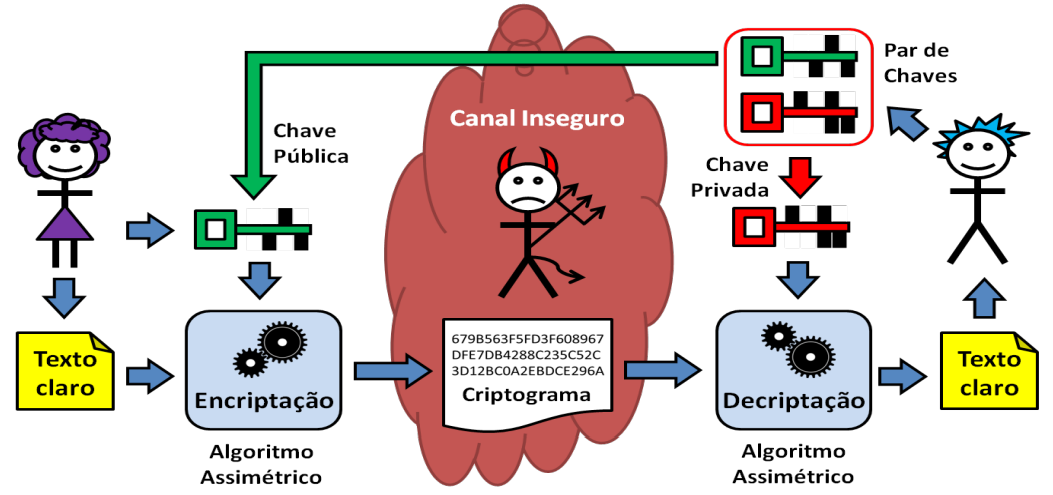 Par de
Chaves
Canal Inseguro
Chave
Pública
Chave
Privada
Texto
claro
Encriptação
679B563F5FD3F608967
DFE7DB4288C235C52C
3D12BC0A2EBDCE296A
Criptograma
Decriptação
Texto
claro
Algoritmo
Assimétrico
Algoritmo
Assimétrico